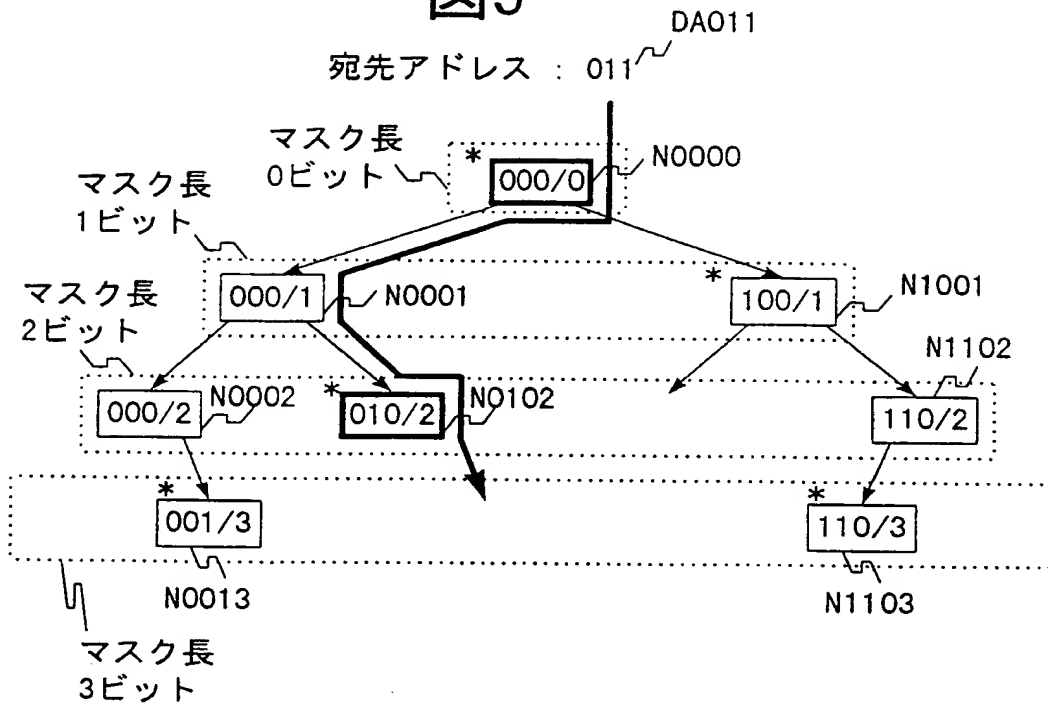 DA011
宛先アドレス : 011
マスク長
0ビット
*
000/0
N0000
マスク長
1ビット
000/1
N0001
*
100/1
N1001
マスク長
2ビット
000/2
N0002
*
010/2
N0102
110/2
N1102
*
001/3
N0013
*
110/3
N1103
マスク長
3ビット